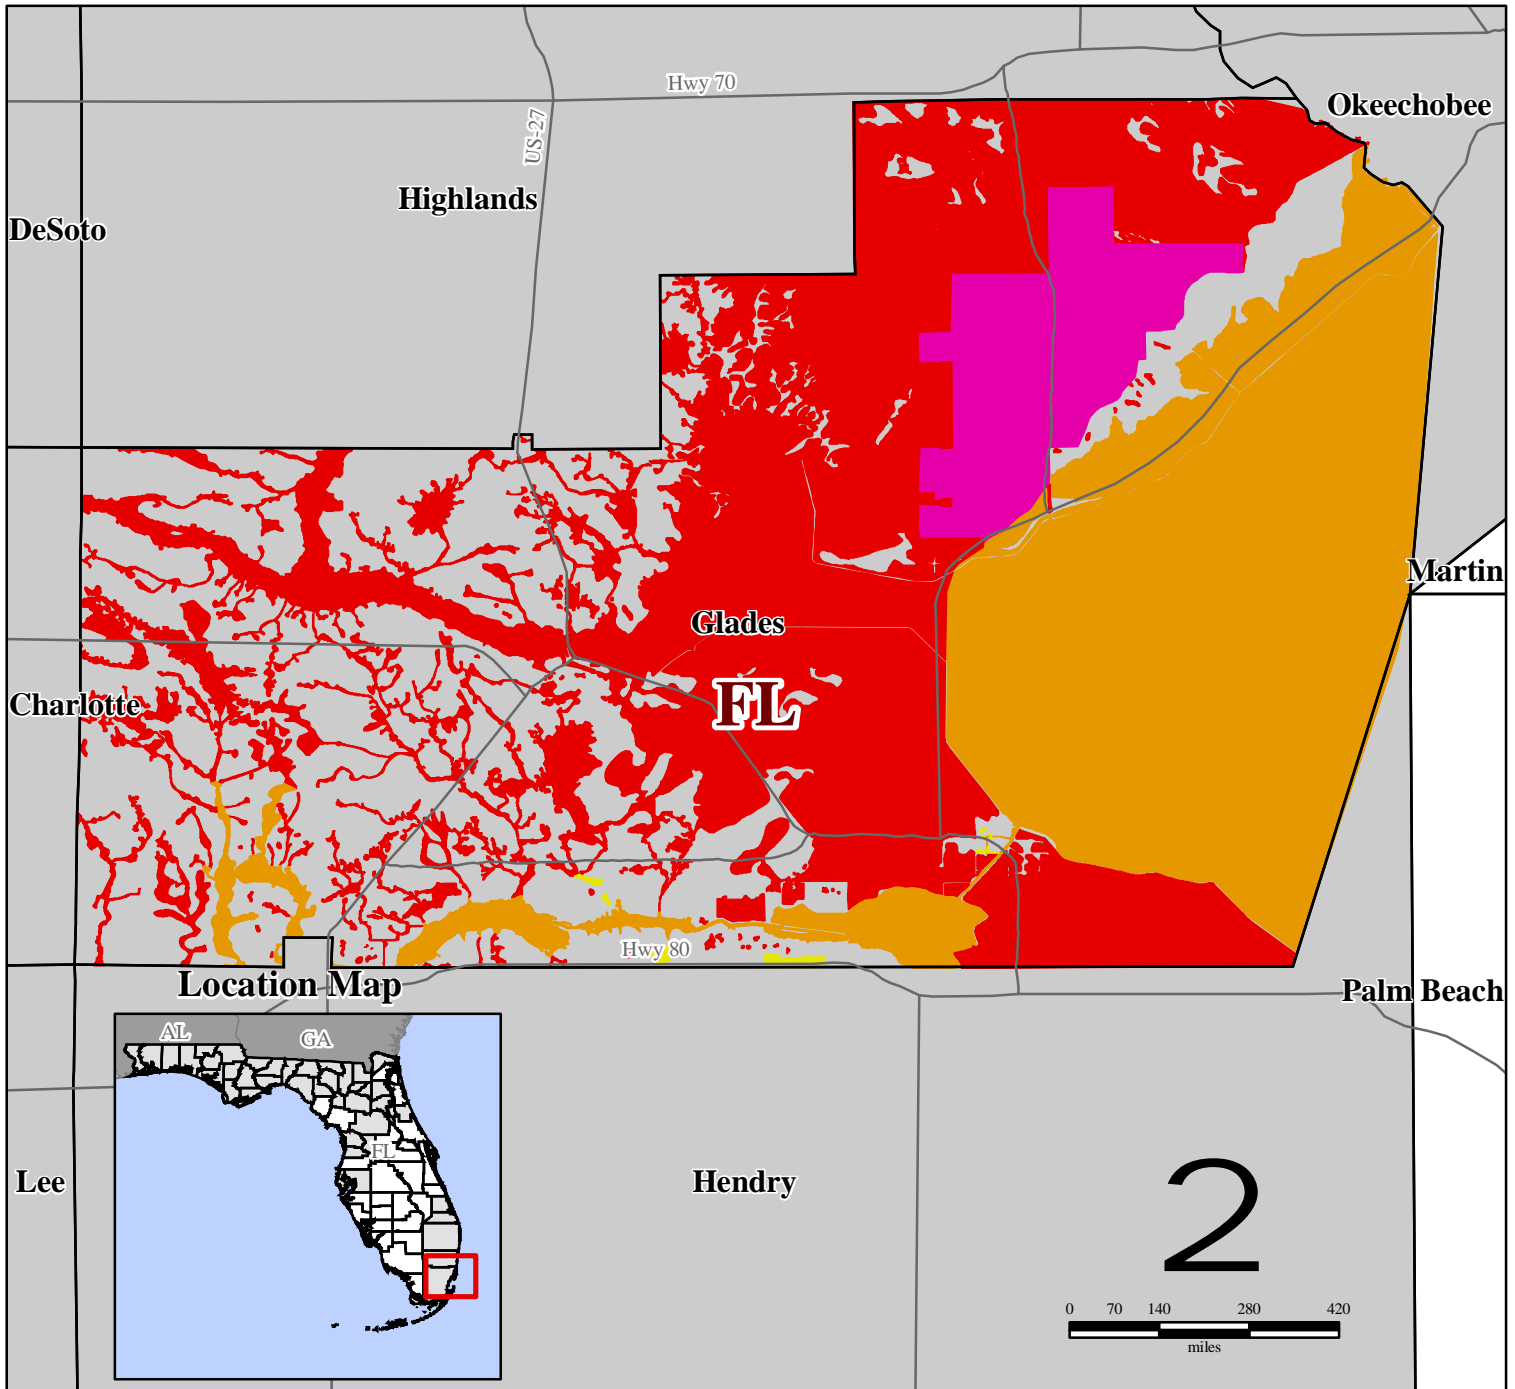 Hwy 70
Okeechobee
US-27
Highlands
DeSoto
Martin
Glades
FL
Charlotte
Hwy 80
Location Map
Palm Beach
AL
GA
FL
Lee
Hendry
2
0 70 140 280 420
miles